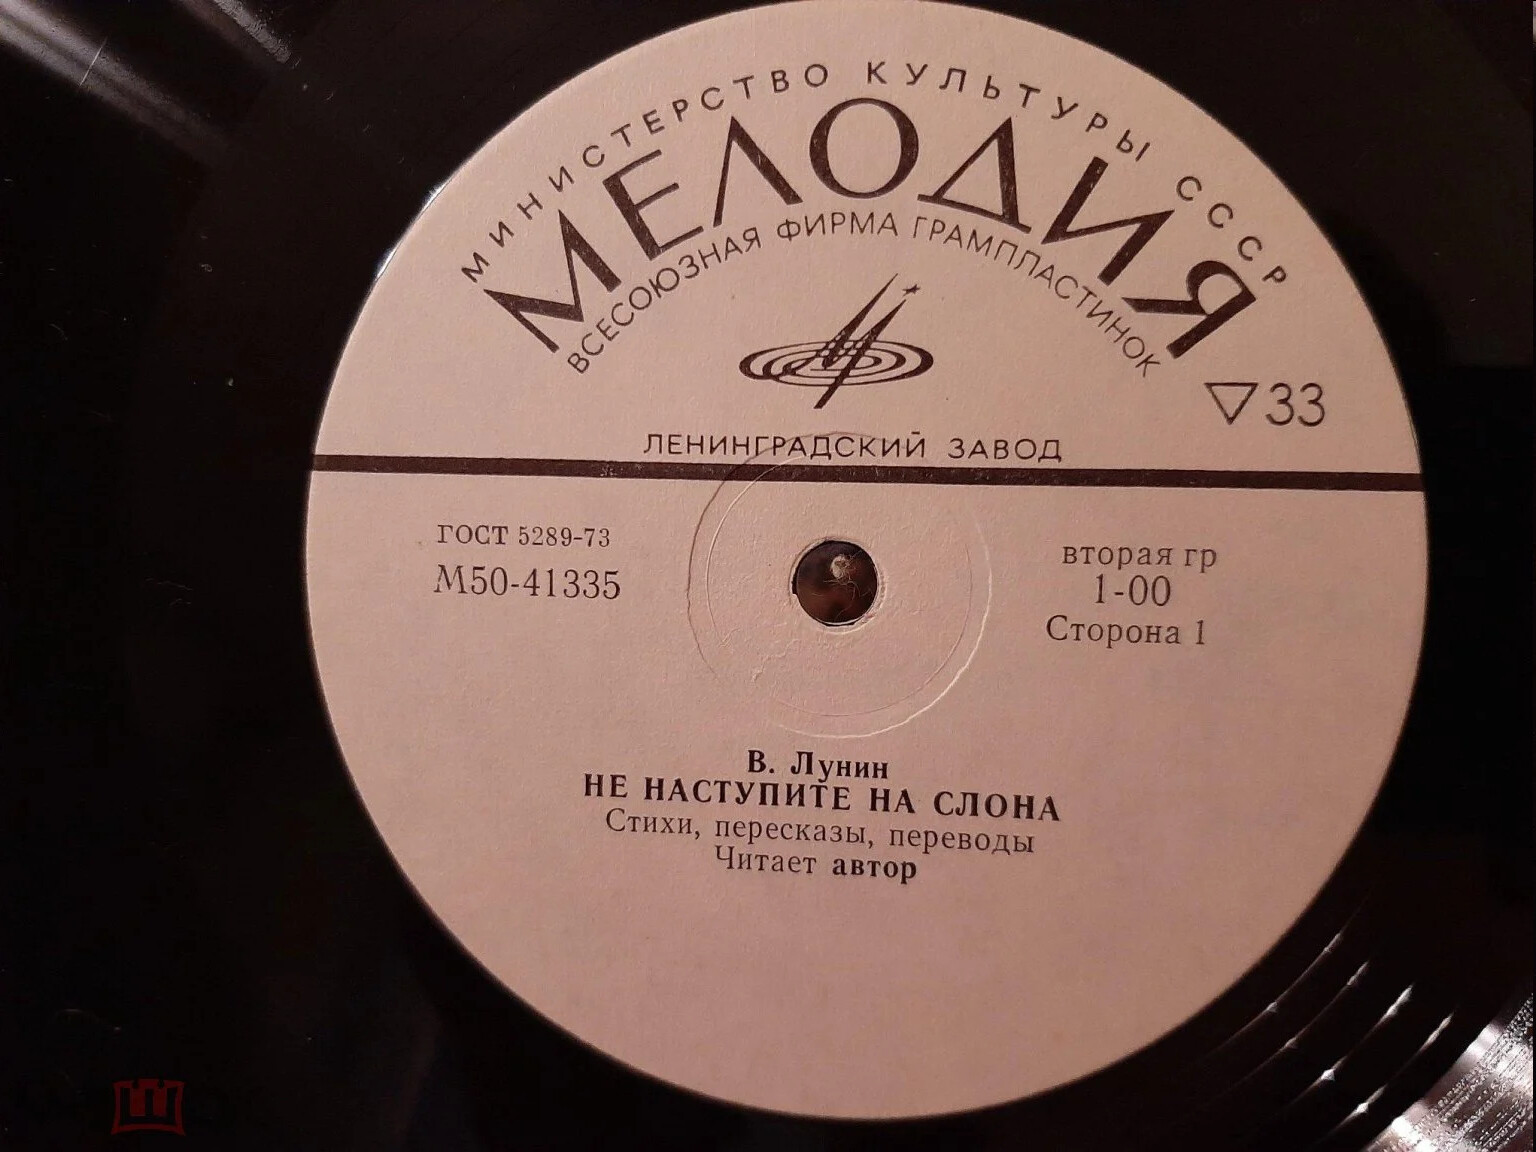 МИНИСТЕРСТВО КУЛЬТУРЫ СССР
МЕЛОДИЯ
ВСЕСОЮЗНАЯ ФИРМА ГРАМПЛАСТИНОК
33
ЛЕНИНГРАДСКИЙ ЗАВОД
ГОСТ 5289-73
М50-41335
вторая гр
1-00
Сторона 1
В. Лунин
НЕ НАСТУПИТЕ НА СЛОНА
Стихи, пересказы, переводы
Читает автор